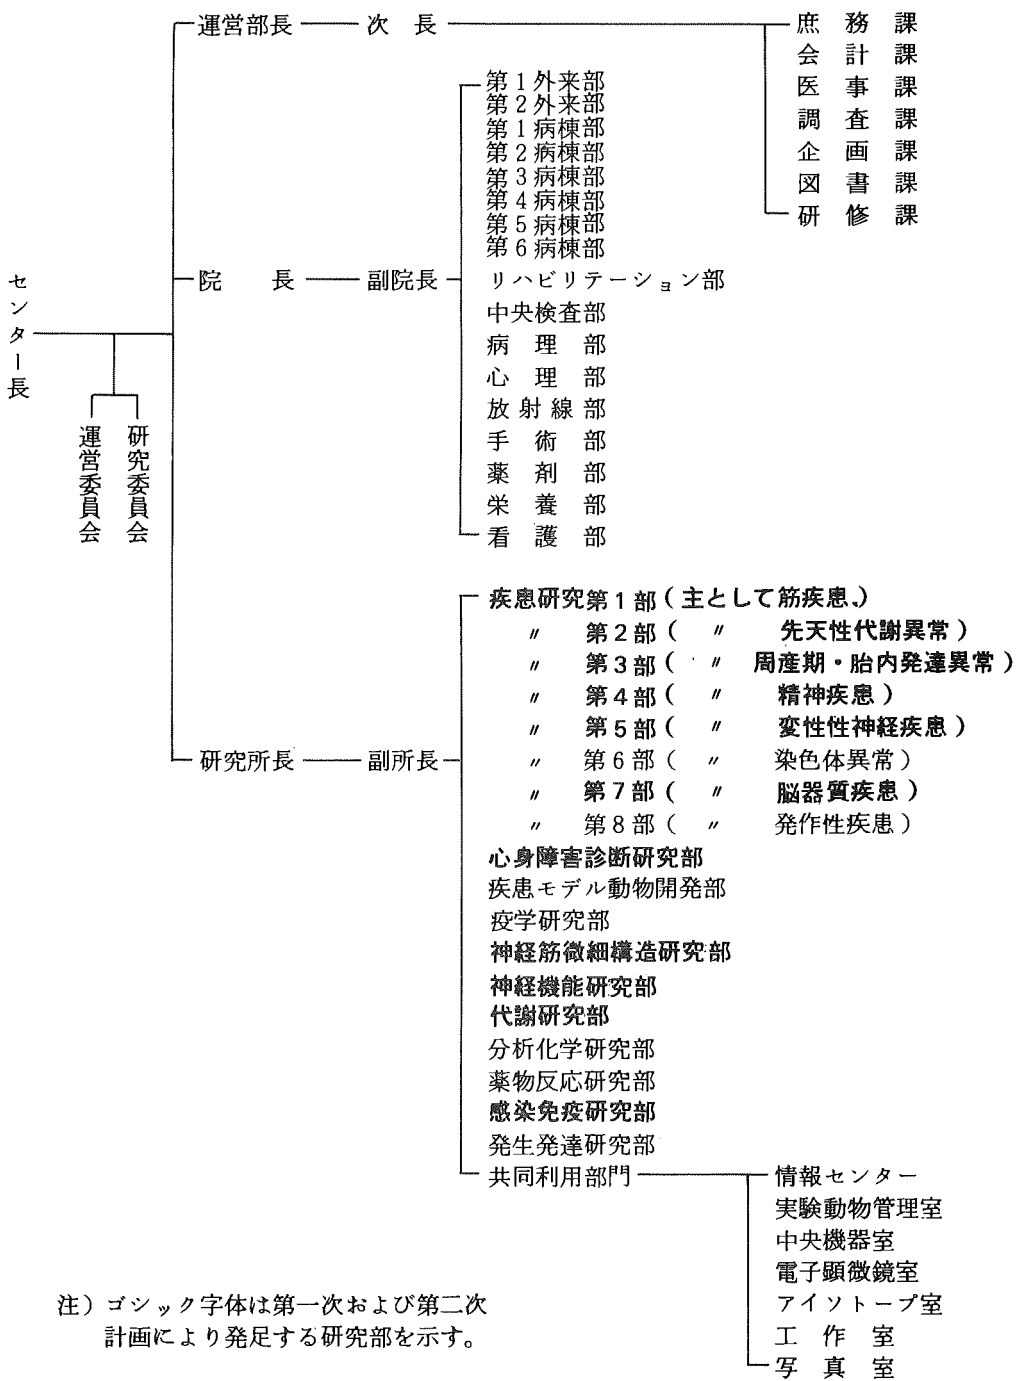 センター長
運営委員会
研究委員会
運営部長
次長
庶務課
会計課
医事課
調査課
企画課
図書課
研修課
院長
副院長
第1外来部
第2外来部
第1病棟部
第2病棟部
第3病棟部
第4病棟部
第5病棟部
第6病棟部
リハビリテーション部
中央検査部
病理部
心理部
放射線部
手術部
薬剤部
栄養部
看護部
研究所長
副所長
疾患研究第1部(主として筋疾患、)
〃 第2部( 〃 先天性代謝異常)
〃 第3部( 〃 周産期・胎内発達異常)
〃 第4部( 〃 精神疾患)
〃 第5部( 〃 変性性神経疾患)
〃 第6部( 〃 染色体異常)
〃 第7部( 〃 脳器質疾患)
〃 第8部( 〃 発作性疾患)
心身障害診断研究部
疾患モデル動物開発部
疫学研究部
神経筋微細構造研究部
神経機能研究部
代謝研究部
分析化学研究部
薬物反応研究部
感染免疫研究部
発生発達研究部
共同利用部門
情報センター
実験動物管理室
中央機器室
電子顕微鏡室
アイソトープ室
工作室
写真室
注)ゴシック字体は第一次および第二次
計画により発足する研究部を示す。